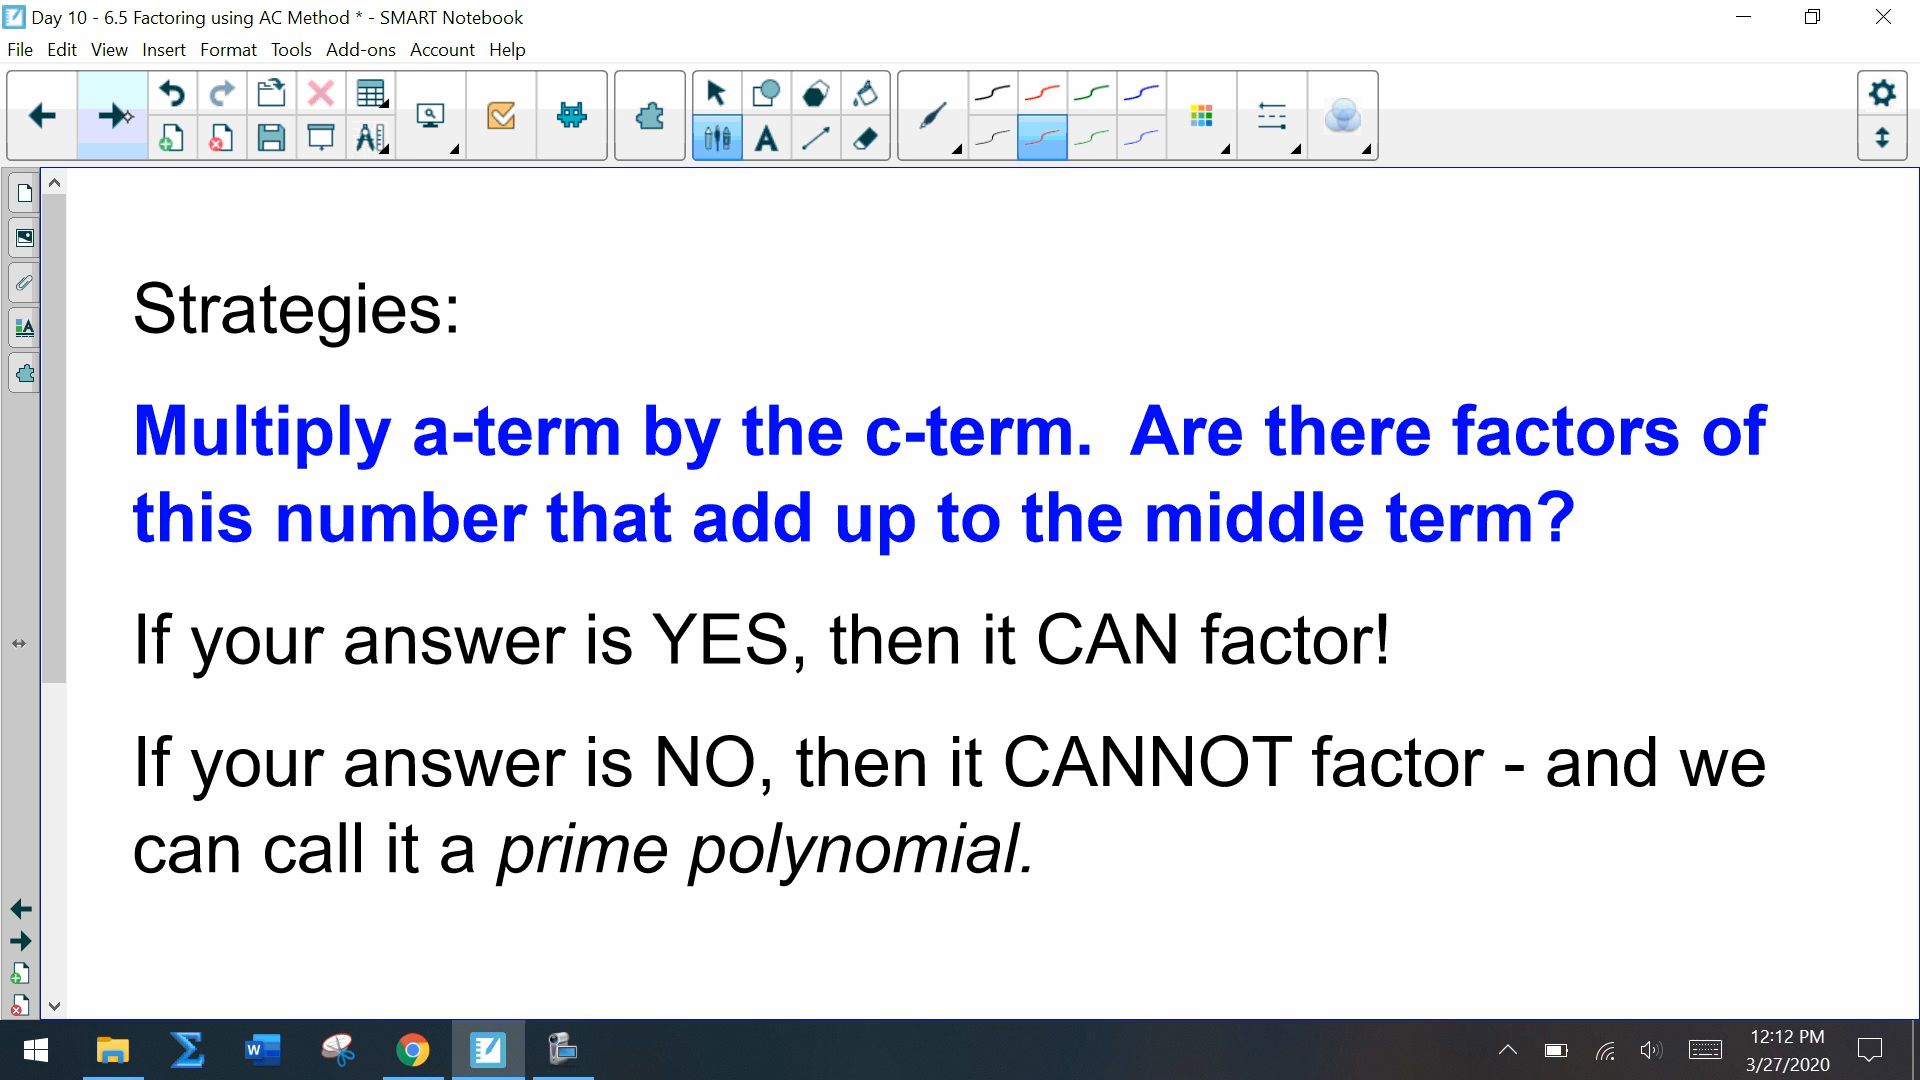 Day 10 - 6.5 Factoring using AC Method * - SMART Notebook
File Edit View Insert Format Tools Add-ons Account Help
Strategies:
Multiply a-term by the c-term. Are there factors of
this number that add up to the middle term?
If your answer is YES, then it CAN factor!
If your answer is NO, then it CANNOT factor - and we
can call it a prime polynomial.
12:12 PM
3/27/2020